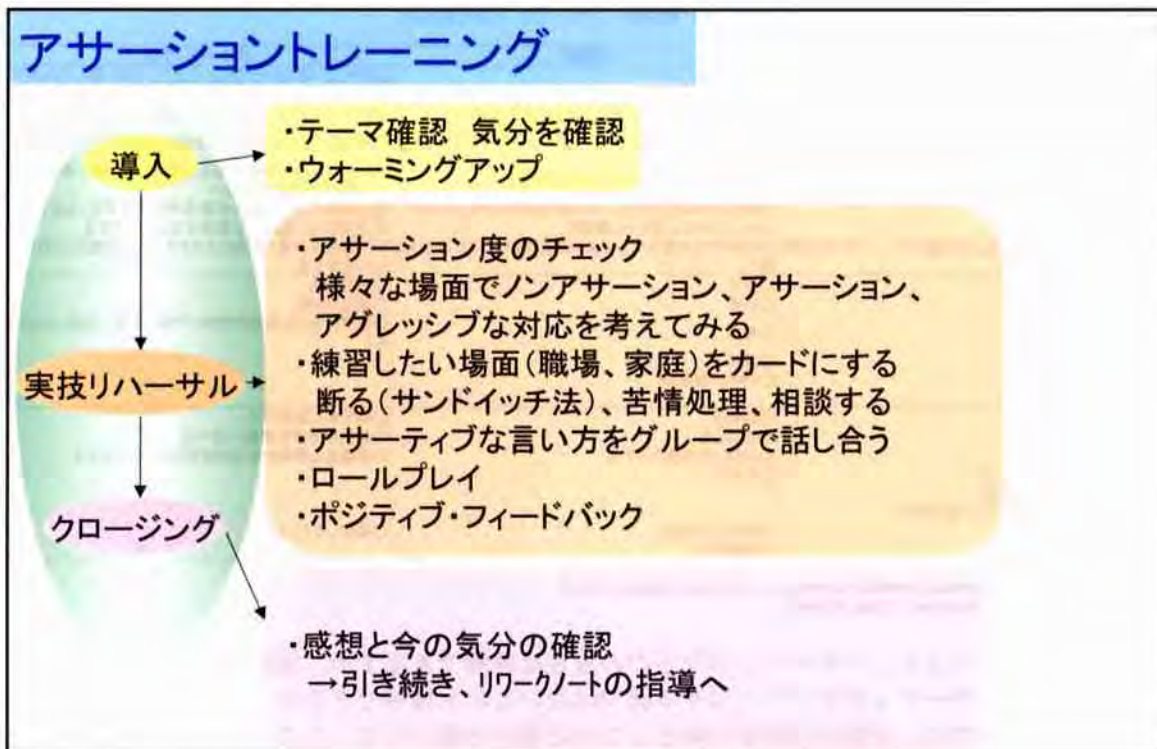 アサーショントレーニング
導入
・テーマ確認　気分を確認
・ウォーミングアップ
実技リハーサル
・アサーション度のチェック
様々な場面でノンアサーション、アサーション、
アグレッシブな対応を考えてみる
・練習したい場面（職場、家庭）をカードにする
断る（サンドイッチ法）、苦情処理、相談する
・アサーティブな言い方をグループで話し合う
・ロールプレイ
・ポジティブ・フィードバック
クロージング
・感想と今の気分の確認
→引き続き、リワークノートの指導へ